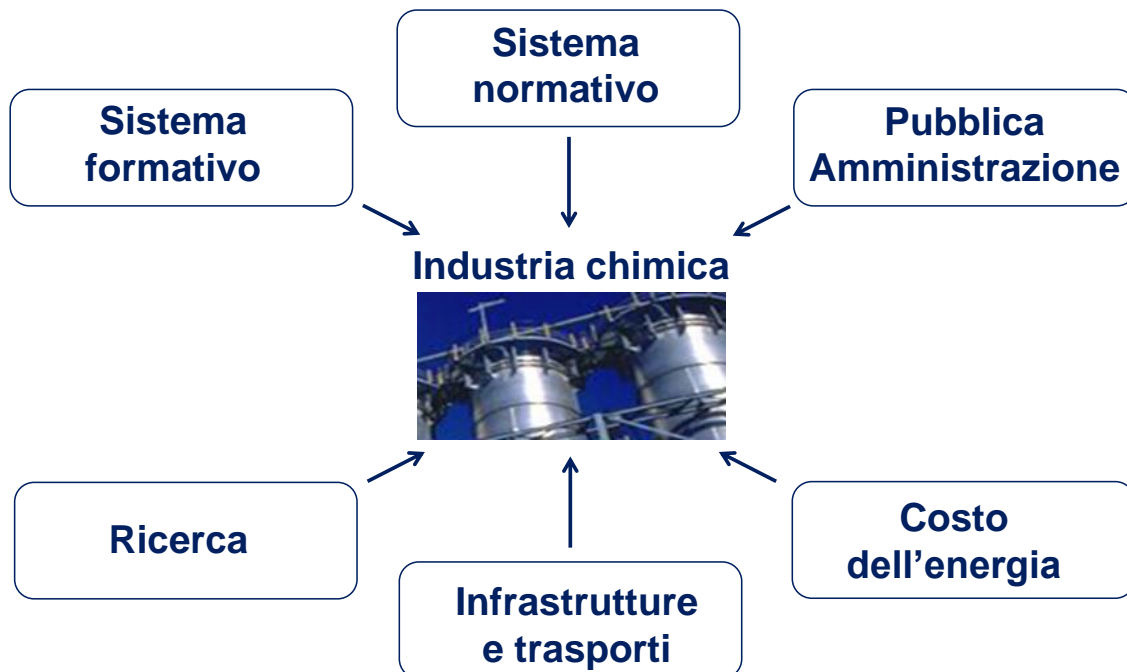 Sistema
normativo
Sistema
formativo
Pubblica
Amministrazione
Industria chimica
Ricerca
Costo
dell’energia
Infrastrutture
e trasporti